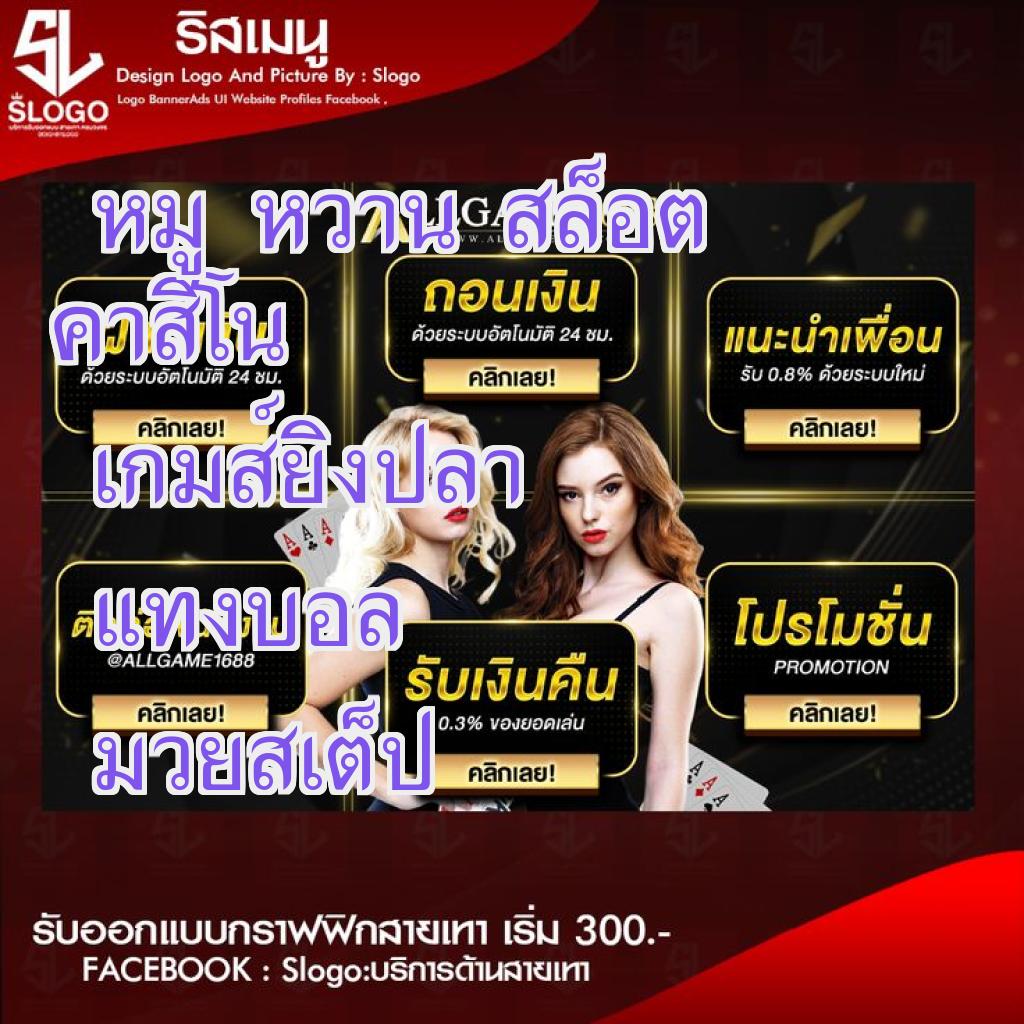 SL
SLOGO
ริสเมนู
Design Logo And Picture By : Slogo
Logo BannerAds UI Website Profiles Facebook .
หมู หวาน สล็อต
คาสิโน
ด้วยระบบอัตโนมัติ 24 ชม.
คลิกเลย!
ถอนเงิน
ด้วยระบบอัตโนมัติ 24 ชม.
คลิกเลย!
แนะนำเพื่อน
รับ 0.8% ด้วยระบบใหม่
คลิกเลย!
เกมส์ยิงปลา
แทงบอล
@ALLGAME1688
คลิกเลย!
มวยสเต็ป
รับเงินคืน
0.3% ของยอดเล่น
คลิกเลย!
โปรโมชั่น
PROMOTION
คลิกเลย!
รับออกแบบกราฟฟิกสายเทา เริ่ม 300.-
FACEBOOK : Slogo:บริการด้านสายเทา